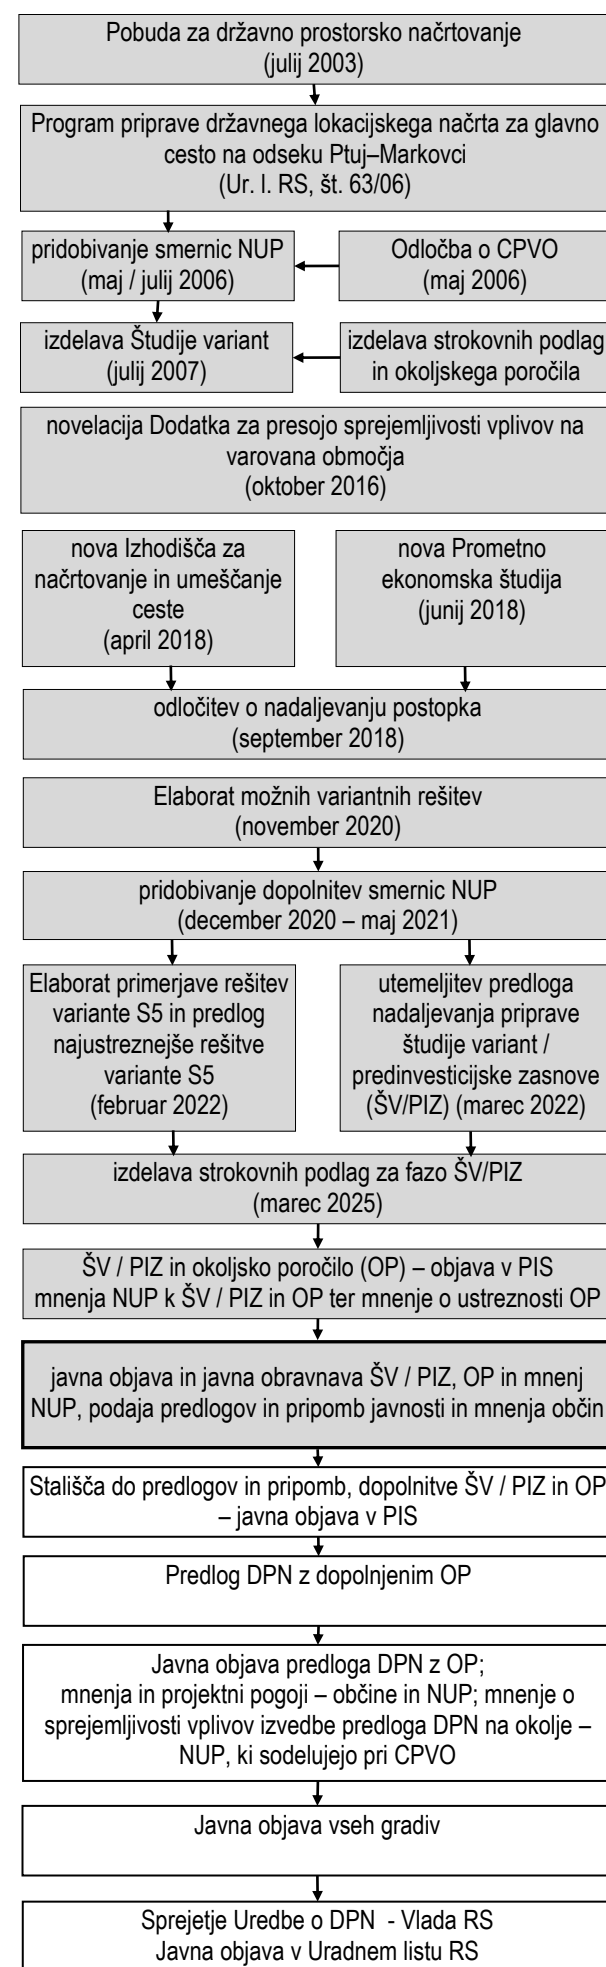 Pobuda za državno prostorsko načrtovanje
(julij 2003)
Program priprave državnega lokacijskega načrta za glavno
cesto na odseku Ptuj–Markovci
(Ur. l. RS, št. 63/06)
pridobivanje smernic NUP
(maj / julij 2006)
Odločba o CPVO
(maj 2006)
izdelava Študije variant
(julij 2007)
izdelava strokovnih podlag
in okoljskega poročila
novelacija Dodatka za presojo sprejemljivosti vplivov na
varovana območja
(oktober 2016)
nova Izhodišča za
načrtovanje in umeščanje
ceste
(april 2018)
nova Prometno
ekonomska študija
(junij 2018)
odločitev o nadaljevanju postopka
(september 2018)
Elaborat možnih variantnih rešitev
(november 2020)
pridobivanje dopolnitev smernic NUP
(december 2020 – maj 2021)
Elaborat primerjave rešitev
variante S5 in predlog
najustreznejše rešitve
variante S5
(februar 2022)
utemeljitev predloga
nadaljevanja priprave
študije variant /
predinvesticijske zasnove
(ŠV/PIZ) (marec 2022)
izdelava strokovnih podlag za fazo ŠV/PIZ
(marec 2025)
ŠV / PIZ in okoljsko poročilo (OP) – objava v PIS
mnenja NUP k ŠV / PIZ in OP ter mnenje o ustreznosti OP
javna objava in javna obravnava ŠV / PIZ, OP in mnenj
NUP, podaja predlogov in pripomb javnosti in mnenja občin
Stališča do predlogov in pripomb, dopolnitve ŠV / PIZ in OP
– javna objava v PIS
Predlog DPN z dopolnjenim OP
Javna objava predloga DPN z OP;
mnenja in projektni pogoji – občine in NUP; mnenje o
sprejemljivosti vplivov izvedbe predloga DPN na okolje –
NUP, ki sodelujejo pri CPVO
Javna objava vseh gradiv
Sprejetje Uredbe o DPN - Vlada RS
Javna objava v Uradnem listu RS